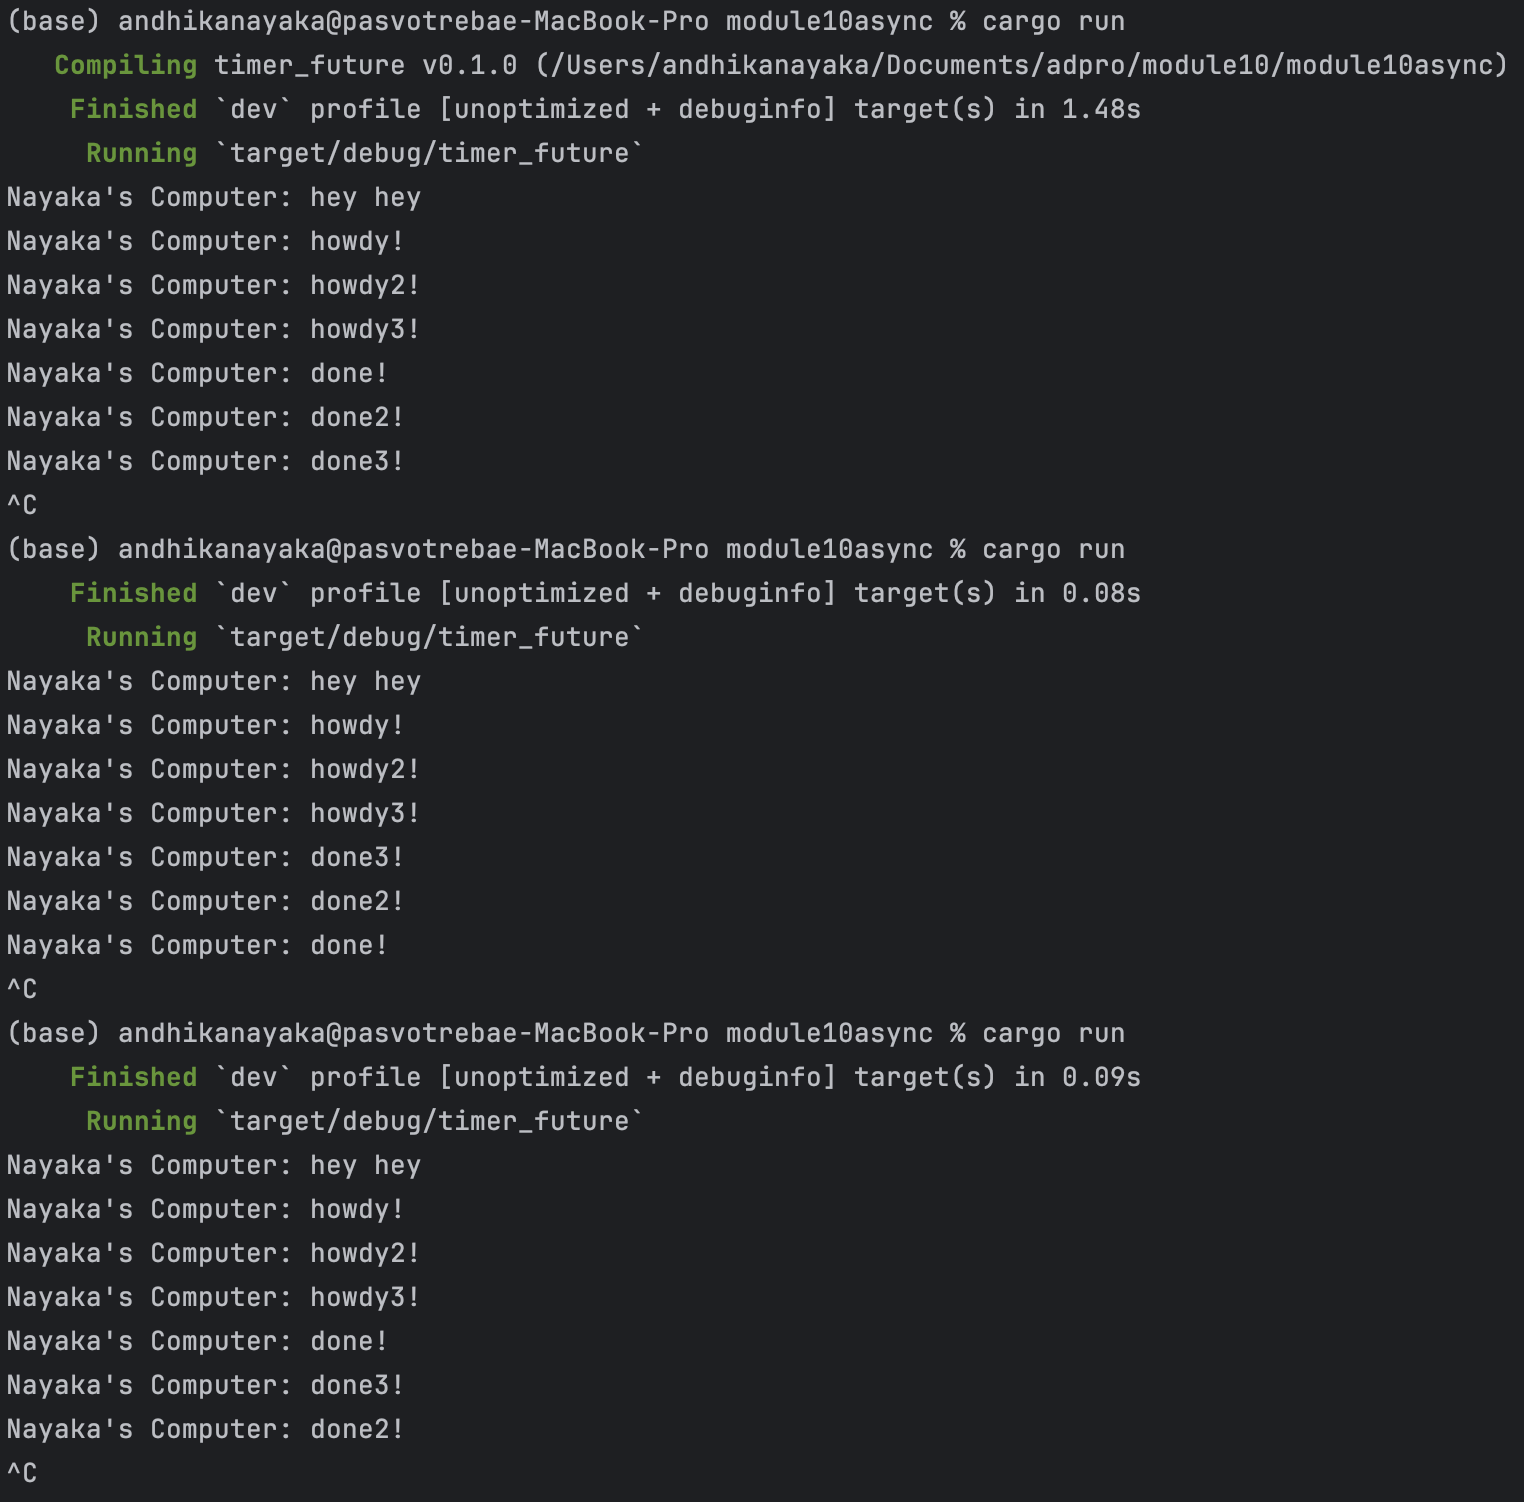 (base) andhikanayaka@pasvotrebae-MacBook-Pro module10async % cargo run
   Compiling timer_future v0.1.0 (/Users/andhikanayaka/Documents/adpro/module10/module10async)
    Finished `dev` profile [unoptimized + debuginfo] target(s) in 1.48s
     Running `target/debug/timer_future`
Nayaka's Computer: hey hey
Nayaka's Computer: howdy!
Nayaka's Computer: howdy2!
Nayaka's Computer: howdy3!
Nayaka's Computer: done!
Nayaka's Computer: done2!
Nayaka's Computer: done3!
^C
(base) andhikanayaka@pasvotrebae-MacBook-Pro module10async % cargo run
    Finished `dev` profile [unoptimized + debuginfo] target(s) in 0.08s
     Running `target/debug/timer_future`
Nayaka's Computer: hey hey
Nayaka's Computer: howdy!
Nayaka's Computer: howdy2!
Nayaka's Computer: howdy3!
Nayaka's Computer: done3!
Nayaka's Computer: done2!
Nayaka's Computer: done!
^C
(base) andhikanayaka@pasvotrebae-MacBook-Pro module10async % cargo run
    Finished `dev` profile [unoptimized + debuginfo] target(s) in 0.09s
     Running `target/debug/timer_future`
Nayaka's Computer: hey hey
Nayaka's Computer: howdy!
Nayaka's Computer: howdy2!
Nayaka's Computer: howdy3!
Nayaka's Computer: done!
Nayaka's Computer: done3!
Nayaka's Computer: done2!
^C